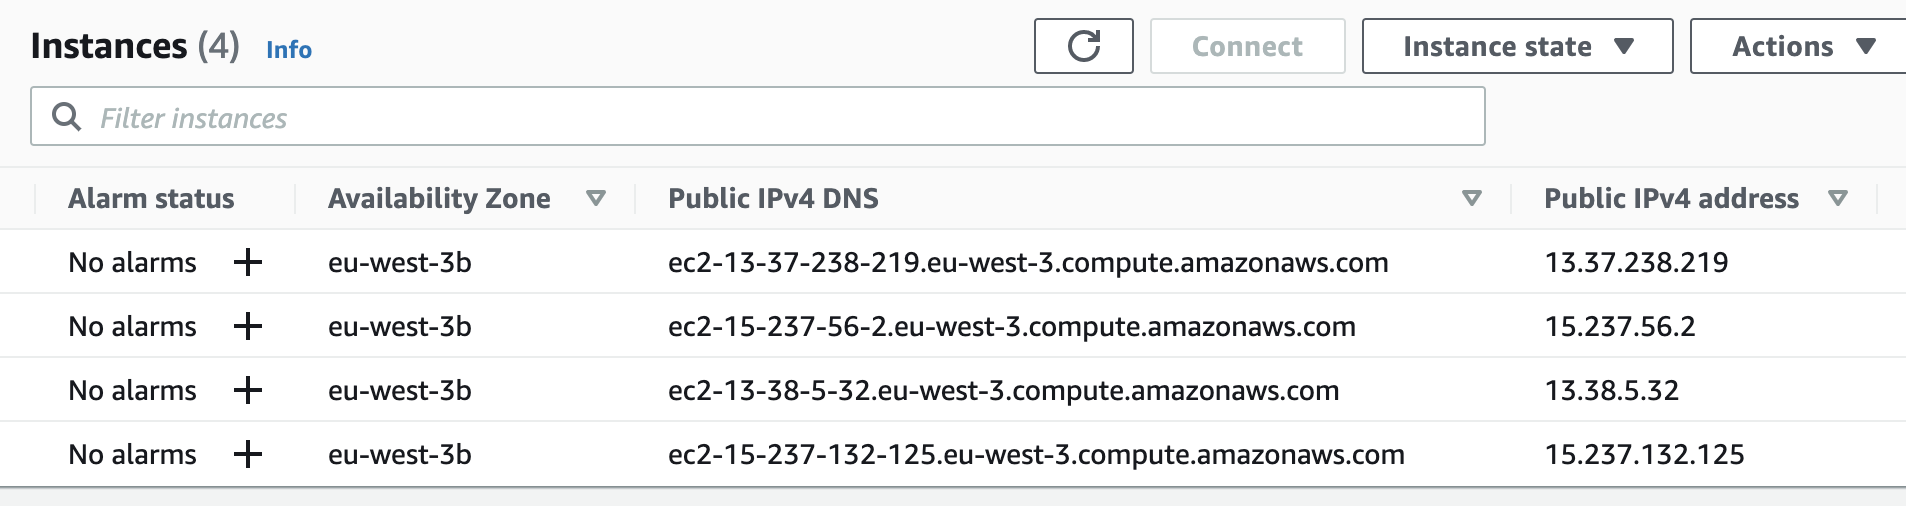 Instances (4) Info Connect Instance state Actions
Filter instances
Alarm status Availability Zone Public IPv4 DNS Public IPv4 address
No alarms eu-west-3b ec2-13-37-238-219.eu-west-3.compute.amazonaws.com 13.37.238.219
No alarms eu-west-3b ec2-15-237-56-2.eu-west-3.compute.amazonaws.com 15.237.56.2
No alarms eu-west-3b ec2-13-38-5-32.eu-west-3.compute.amazonaws.com 13.38.5.32
No alarms eu-west-3b ec2-15-237-132-125.eu-west-3.compute.amazonaws.com 15.237.132.125